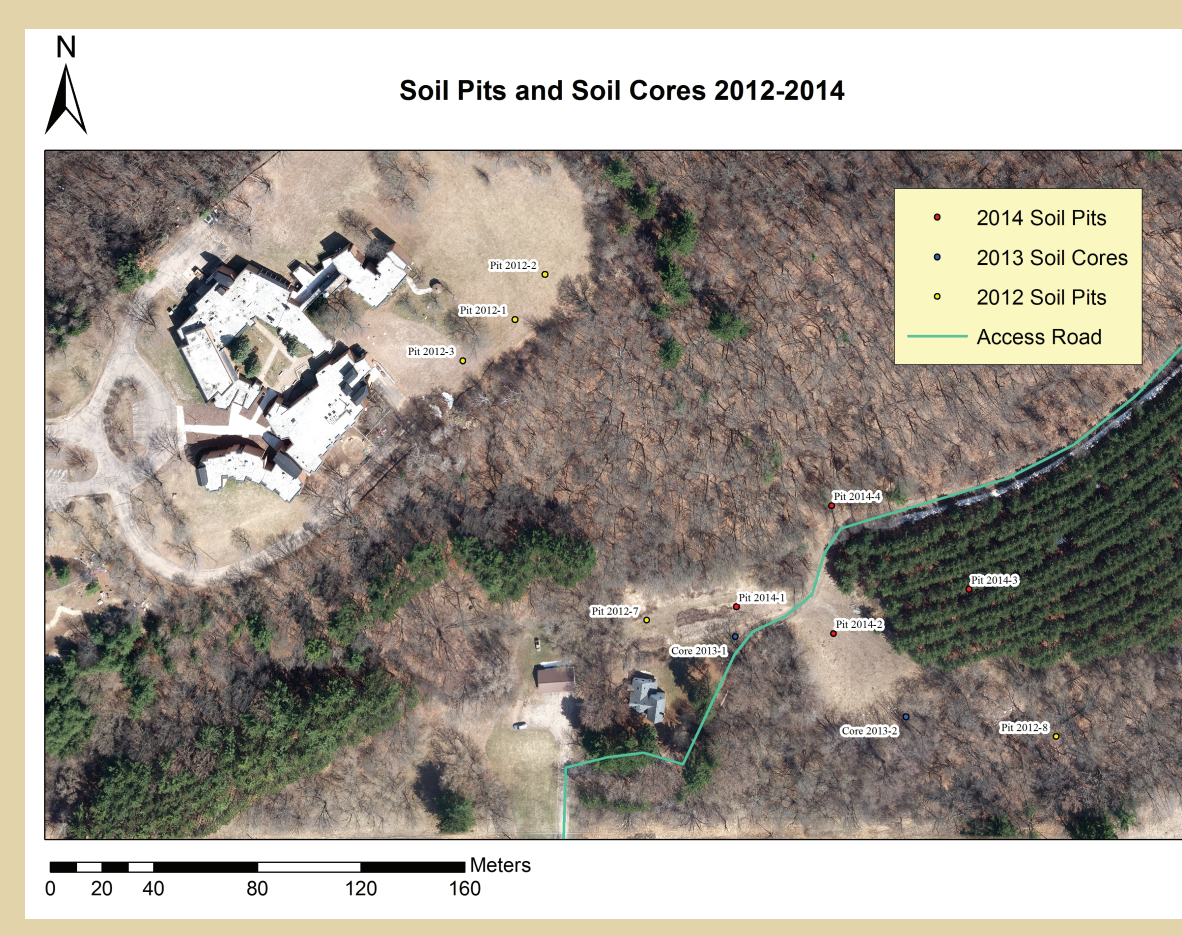 N
Soil Pits and Soil Cores 2012-2014
2014 Soil Pits
2013 Soil Cores
2012 Soil Pits
Access Road
Pit 2012-2
Pit 2012-1
Pit 2012-3
Pit 2014-4
Pit 2014-3
Pit 2014-1
Pit 2012-7
Pit 2014-2
Core 2013-1
Core 2013-2
Pit 2012-8
Meters
0 20 40 80 120 160